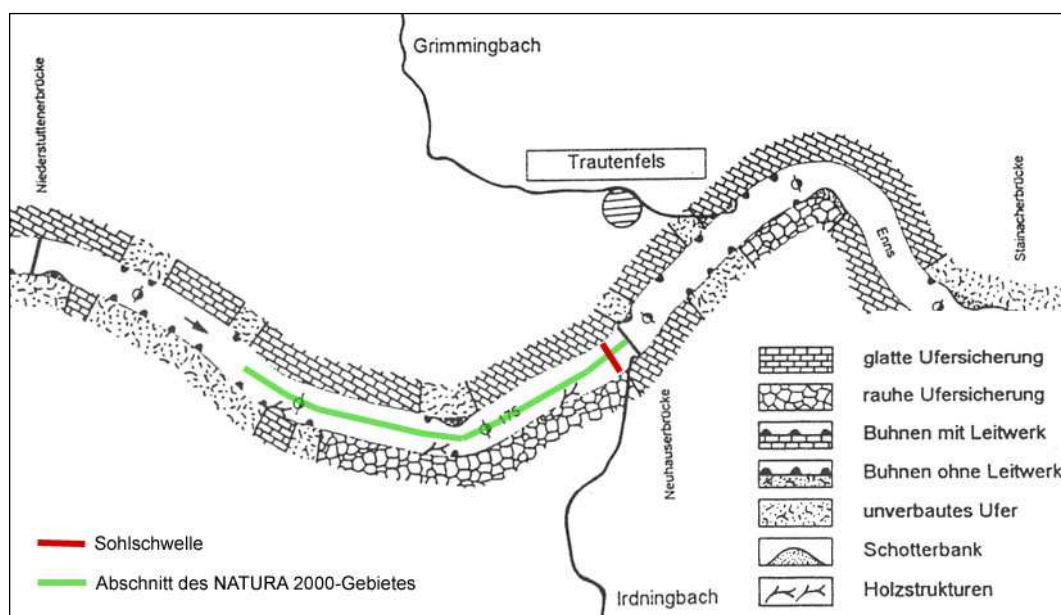 Grimmingbach
Niederstuttenerbrücke
Trautenfels
Enns
Stainacherbrücke
175
Neuhauserbrücke
Irdningbach
glatte Ufersicherung
rauhe Ufersicherung
Buhnen mit Leitwerk
Buhnen ohne Leitwerk
unverbautes Ufer
Schotterbank
Holzstrukturen
Sohlschwelle
Abschnitt des NATURA 2000-Gebietes